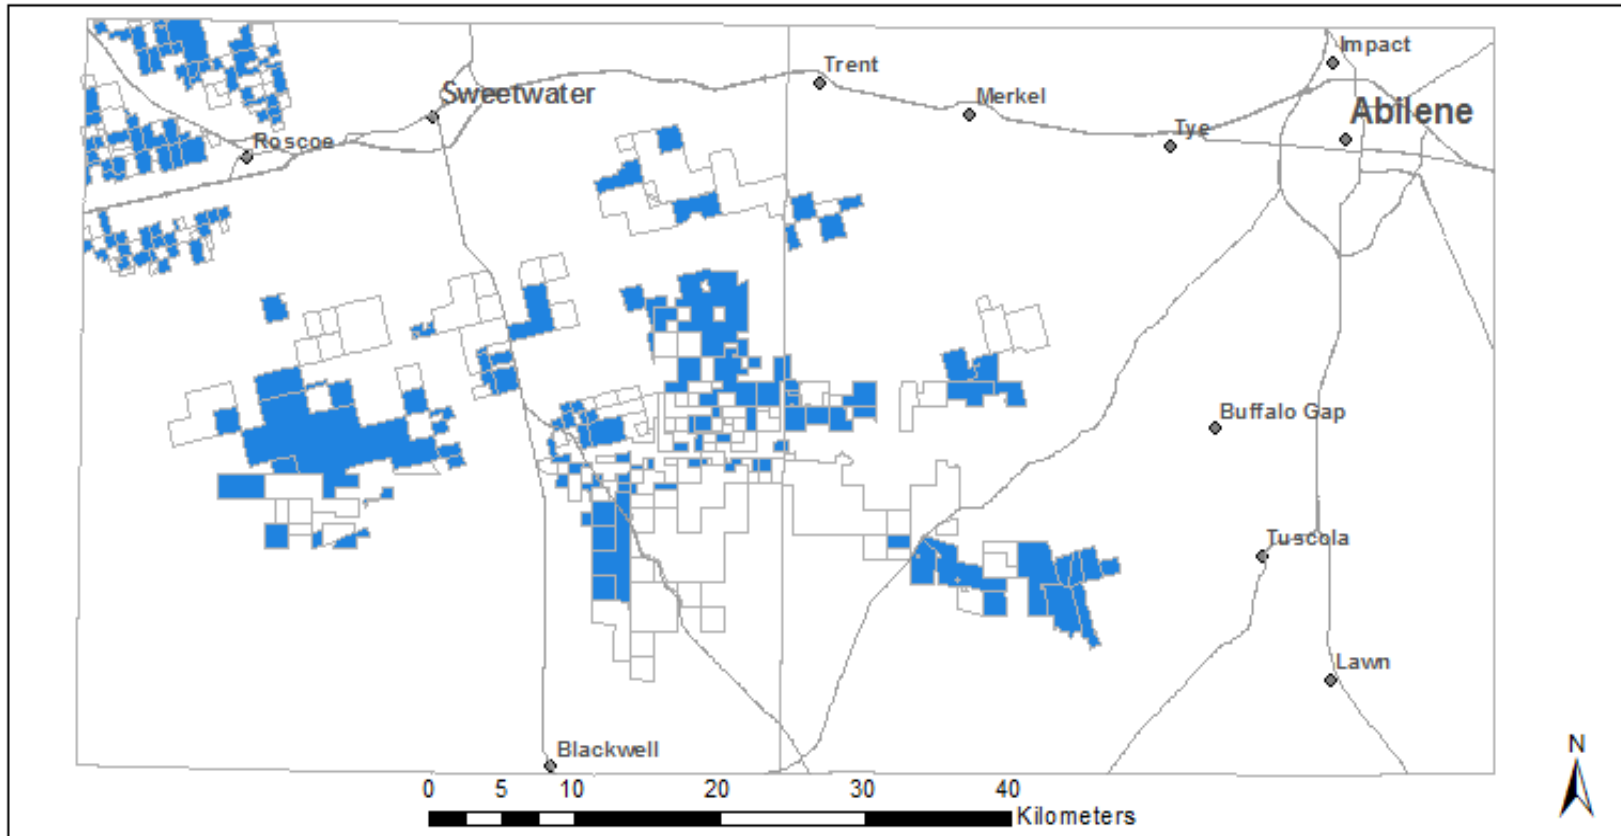 Impact
Trent
Sweetwater
Merkel
Abilene
Tye
Roscoe
Buffalo Gap
Tuscola
Lawn
Blackwell
N
0 5 10 20 30 40
Kilometers